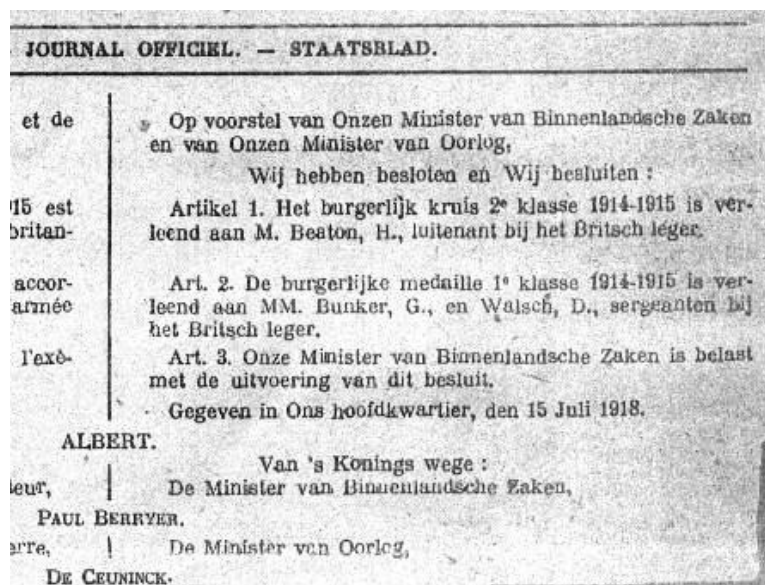 JOURNAL OFFICIEL. — STAATSBLAD.
et de
15 est
britan-
accor-
armée
l'exè-
Op voorstel van Onzen Minister van Binnenlandsche Zaken
en van Onzen Minister van Oorlog,
Wij hebben besloten en Wij besluiten :
Artikel 1. Het burgerlijk kruis 2e klasse 1914-1915 is ver-
leend aan M. Beaton, H., luitenant bij het Britsch leger.
Art. 2. De burgerlijke medaille 1e klasse 1914-1915 is ver-
leend aan MM. Bunker, G., en Walsch, D., sergeanten bij
het Britsch leger.
Art. 3. Onze Minister van Binnenlandsche Zaken is belast
met de uitvoering van dit besluit.
Gegeven in Ons hoofdkwartier, den 15 Juli 1918.
ALBERT.
Van 's Konings wege :
ieur,
De Minister van Binnenlandsche Zaken,
PAUL BERRYER.
erre,
De Minister van Oorlog,
DE CEUNINCK.